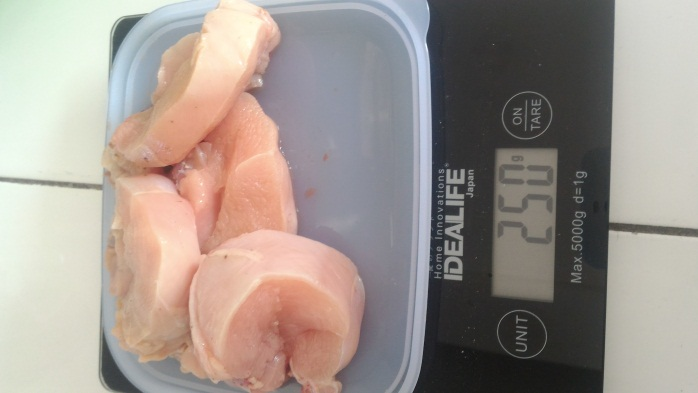 ON
TARE
Home Innovations®
IDEALIFE
Japan
250g
Max.5000g d=1g
UNIT